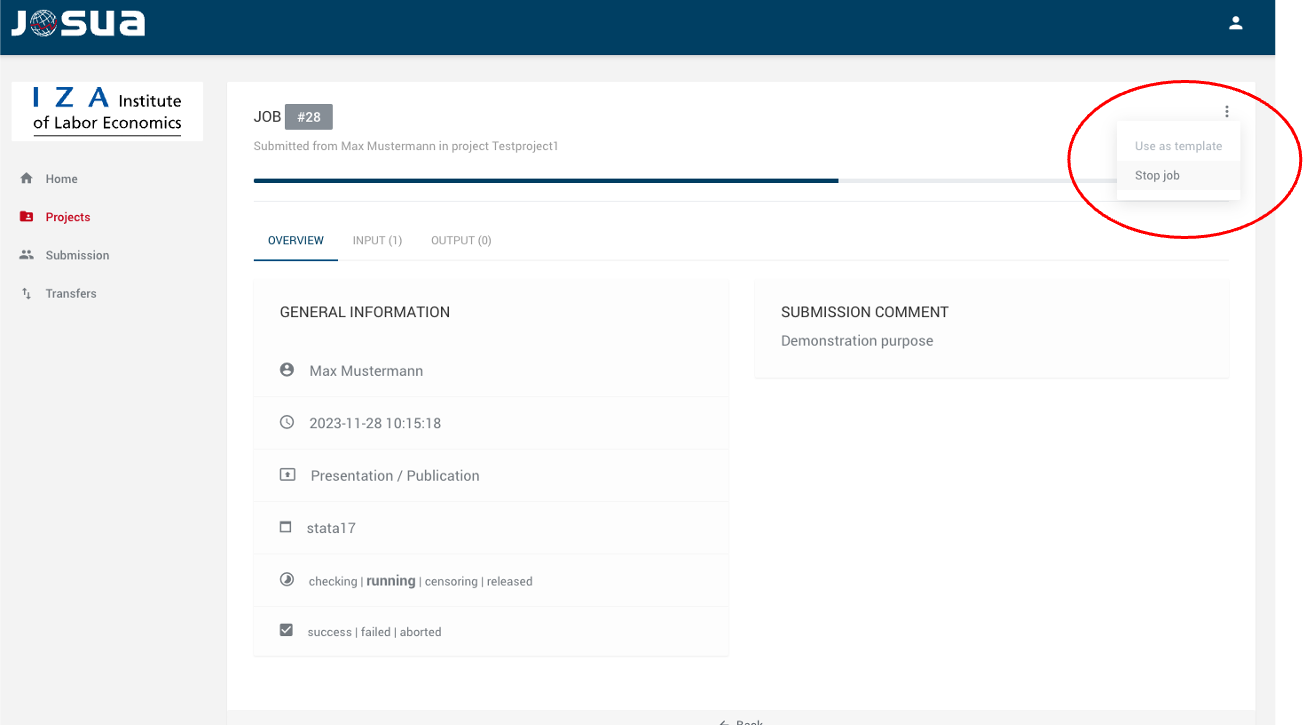 JOSUA
IZA Institute
of Labor Economics
Home
Projects
Submission
Transfers
JOB #28
Submitted from Max Mustermann in project Testproject1
Use as template
Stop job
OVERVIEW INPUT (1) OUTPUT (0)
GENERAL INFORMATION
Max Mustermann
2023-11-28 10:15:18
Presentation / Publication
stata17
checking | running | censoring | released
success | failed | aborted
SUBMISSION COMMENT
Demonstration purpose
Back